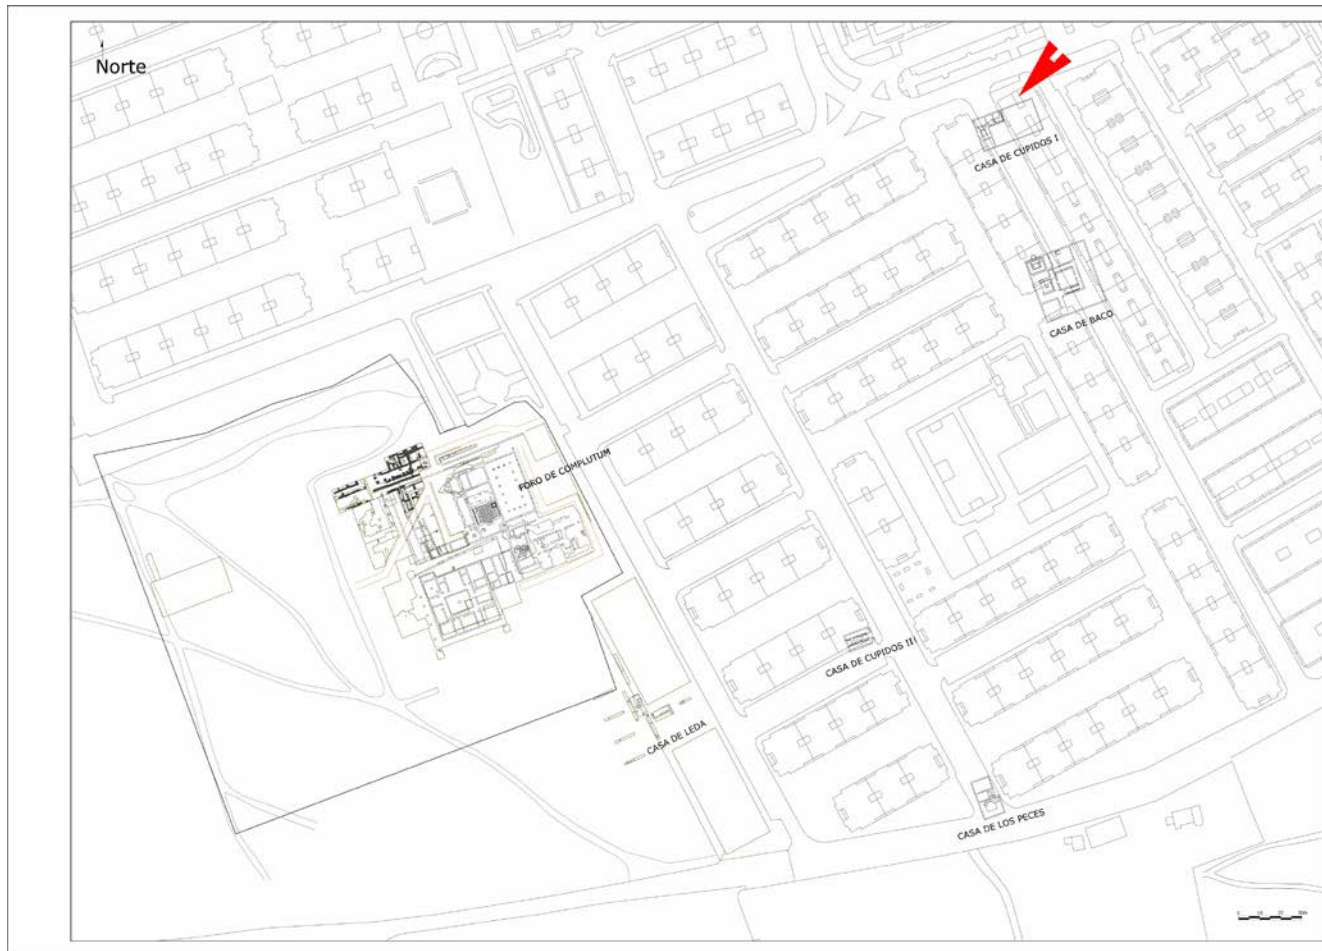 Norte
CASA DE CUPIDOS I
CASA DE BACO
FORO DE COMPLUTUM
CASA DE CUPIDOS III
CASA DE LEDA
CASA DE LOS PECES